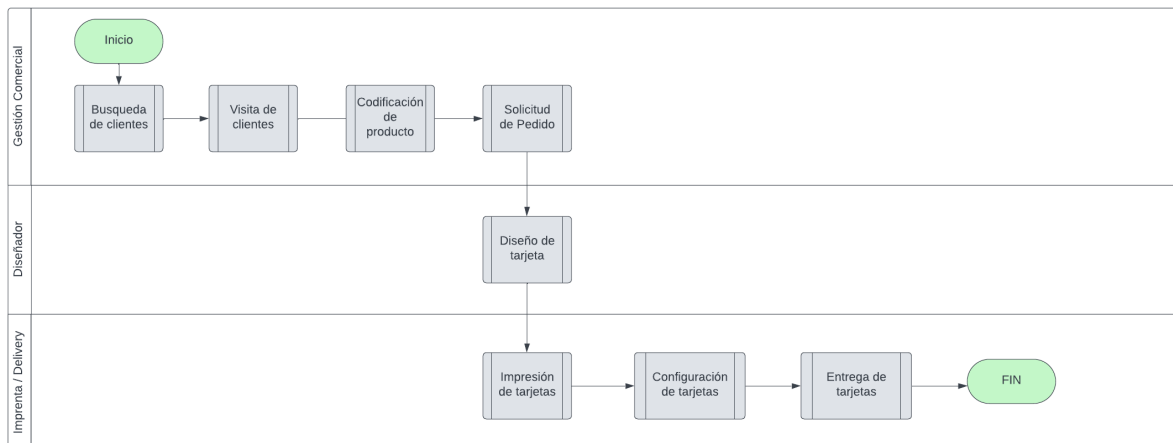 Gestión Comercial
Inicio
Busqueda
de clientes
Visita de
clientes
Codificación
de
producto
Solicitud
de Pedido
Diseñador
Diseño de
tarjeta
Imprenta / Delivery
Impresión
de tarjetas
Configuración
de tarjetas
Entrega de
tarjetas
FIN